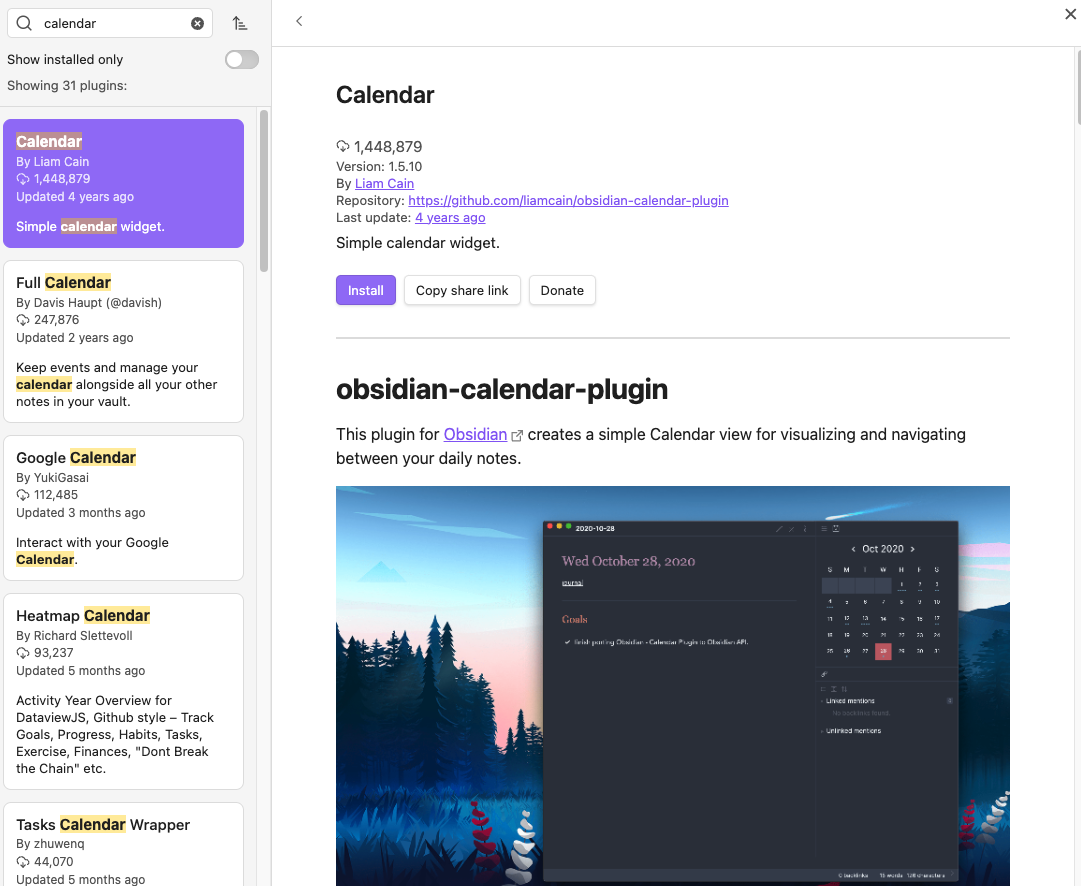 calendar
Show installed only
Showing 31 plugins:
Calendar
By Liam Cain
1,448,879
Updated 4 years ago
Simple calendar widget.
Full Calendar
By Davis Haupt (@davish)
247,876
Updated 2 years ago
Keep events and manage your
calendar alongside all your other
notes in your vault.
Google Calendar
By YukiGasai
112,485
Updated 3 months ago
Interact with your Google
Calendar.
Heatmap Calendar
By Richard Slettevoll
93,237
Updated 5 months ago
Activity Year Overview for
DataviewJS, Github style – Track
Goals, Progress, Habits, Tasks,
Exercise, Finances, "Dont Break
the Chain" etc.
Tasks Calendar Wrapper
By zhuwenq
44,070
Updated 5 months ago
Calendar
1,448,879
Version: 1.5.10
By Liam Cain
Repository: https://github.com/liamcain/obsidian-calendar-plugin
Last update: 4 years ago
Simple calendar widget.
Install Copy share link Donate
obsidian-calendar-plugin
This plugin for Obsidian creates a simple Calendar view for visualizing and navigating
between your daily notes.
2020-10-28
Wed October 28, 2020
journal
Goals
finish porting Obsidian - Calendar Plugin to Obsidian API.
Oct 2020
S M T W H F S
1 2 3
4 5 6 7 8 9 10
11 12 13 14 15 16 17
18 19 20 21 22 23 24
25 26 27 28 29 30 31
Linked mentions
No backlinks found.
Unlinked mentions
0 backlinks